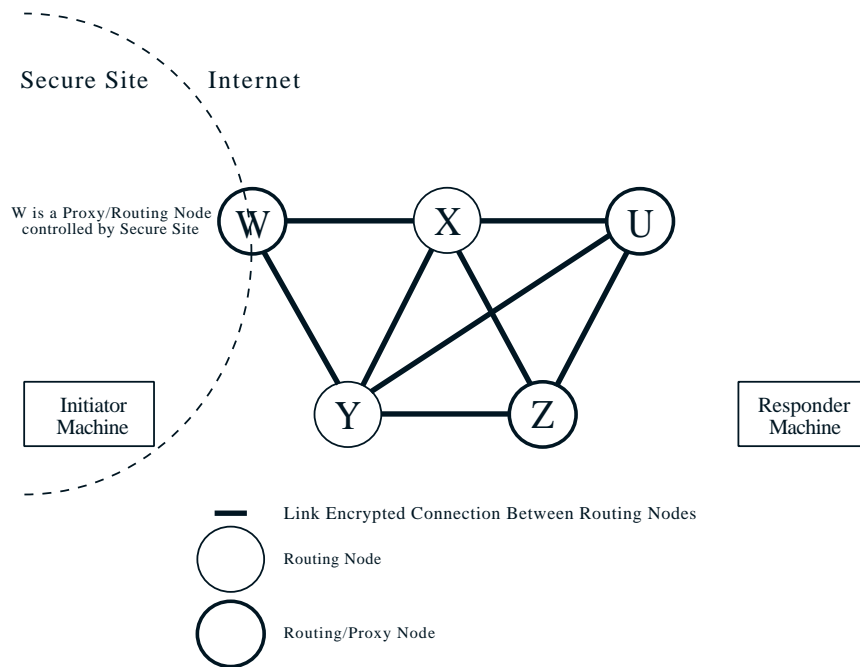 Secure Site
Internet
W is a Proxy/Routing Node
controlled by Secure Site
W
X
U
Y
Z
Initiator
Machine
Responder
Machine
Link Encrypted Connection Between Routing Nodes
Routing Node
Routing/Proxy Node